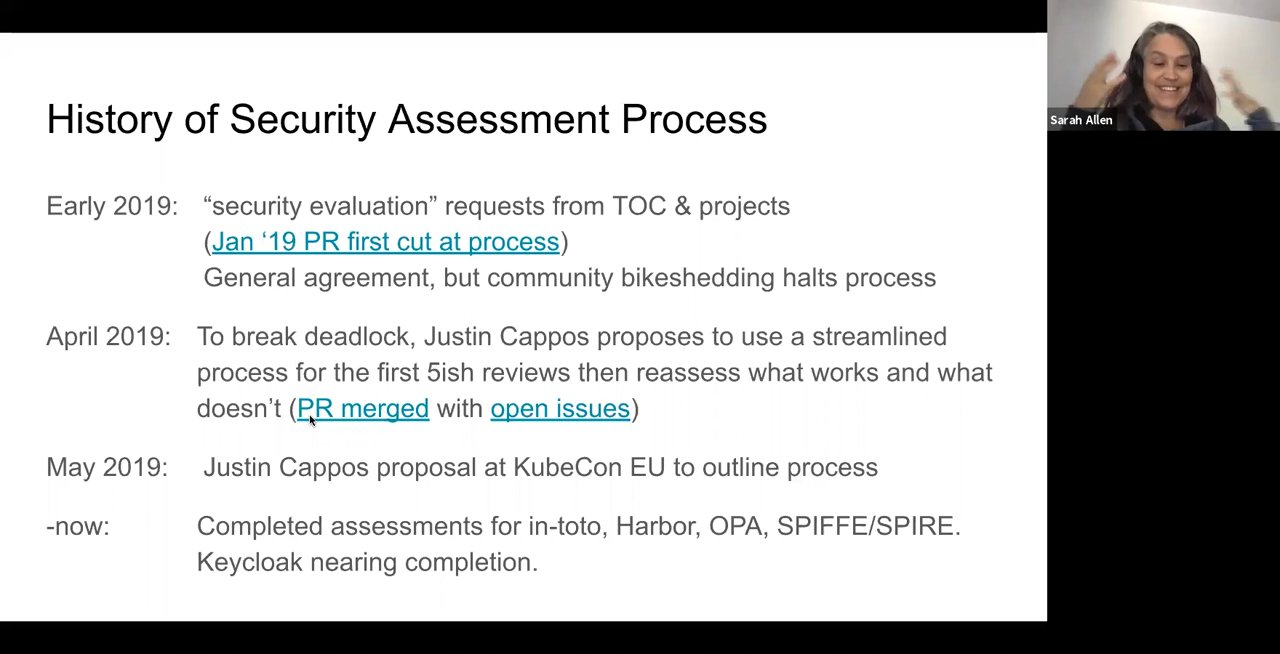 History of Security Assessment Process
Early 2019: “security evaluation” requests from TOC & projects
(Jan ‘19 PR first cut at process)
General agreement, but community bikeshedding halts process
April 2019: To break deadlock, Justin Cappos proposes to use a streamlined
process for the first 5ish reviews then reassess what works and what
doesn’t (PR merged with open issues)
May 2019: Justin Cappos proposal at KubeCon EU to outline process
-now: Completed assessments for in-toto, Harbor, OPA, SPIFFE/SPIRE.
Keycloak nearing completion.
Sarah Allen